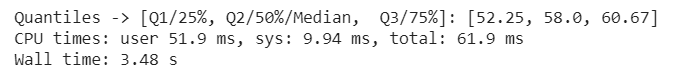 Quantiles -> [Q1/25%, Q2/50%/Median,  Q3/75%]: [52.25, 58.0, 60.67]
CPU times: user 51.9 ms, sys: 9.94 ms, total: 61.9 ms
Wall time: 3.48 s